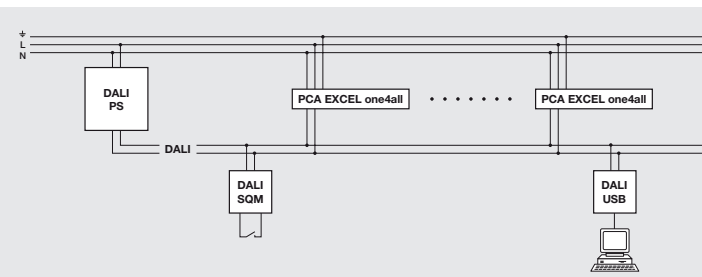 L
N
DALI
PS
PCA EXCEL one4all
PCA EXCEL one4all
DALI
DALI
SQM
DALI
USB